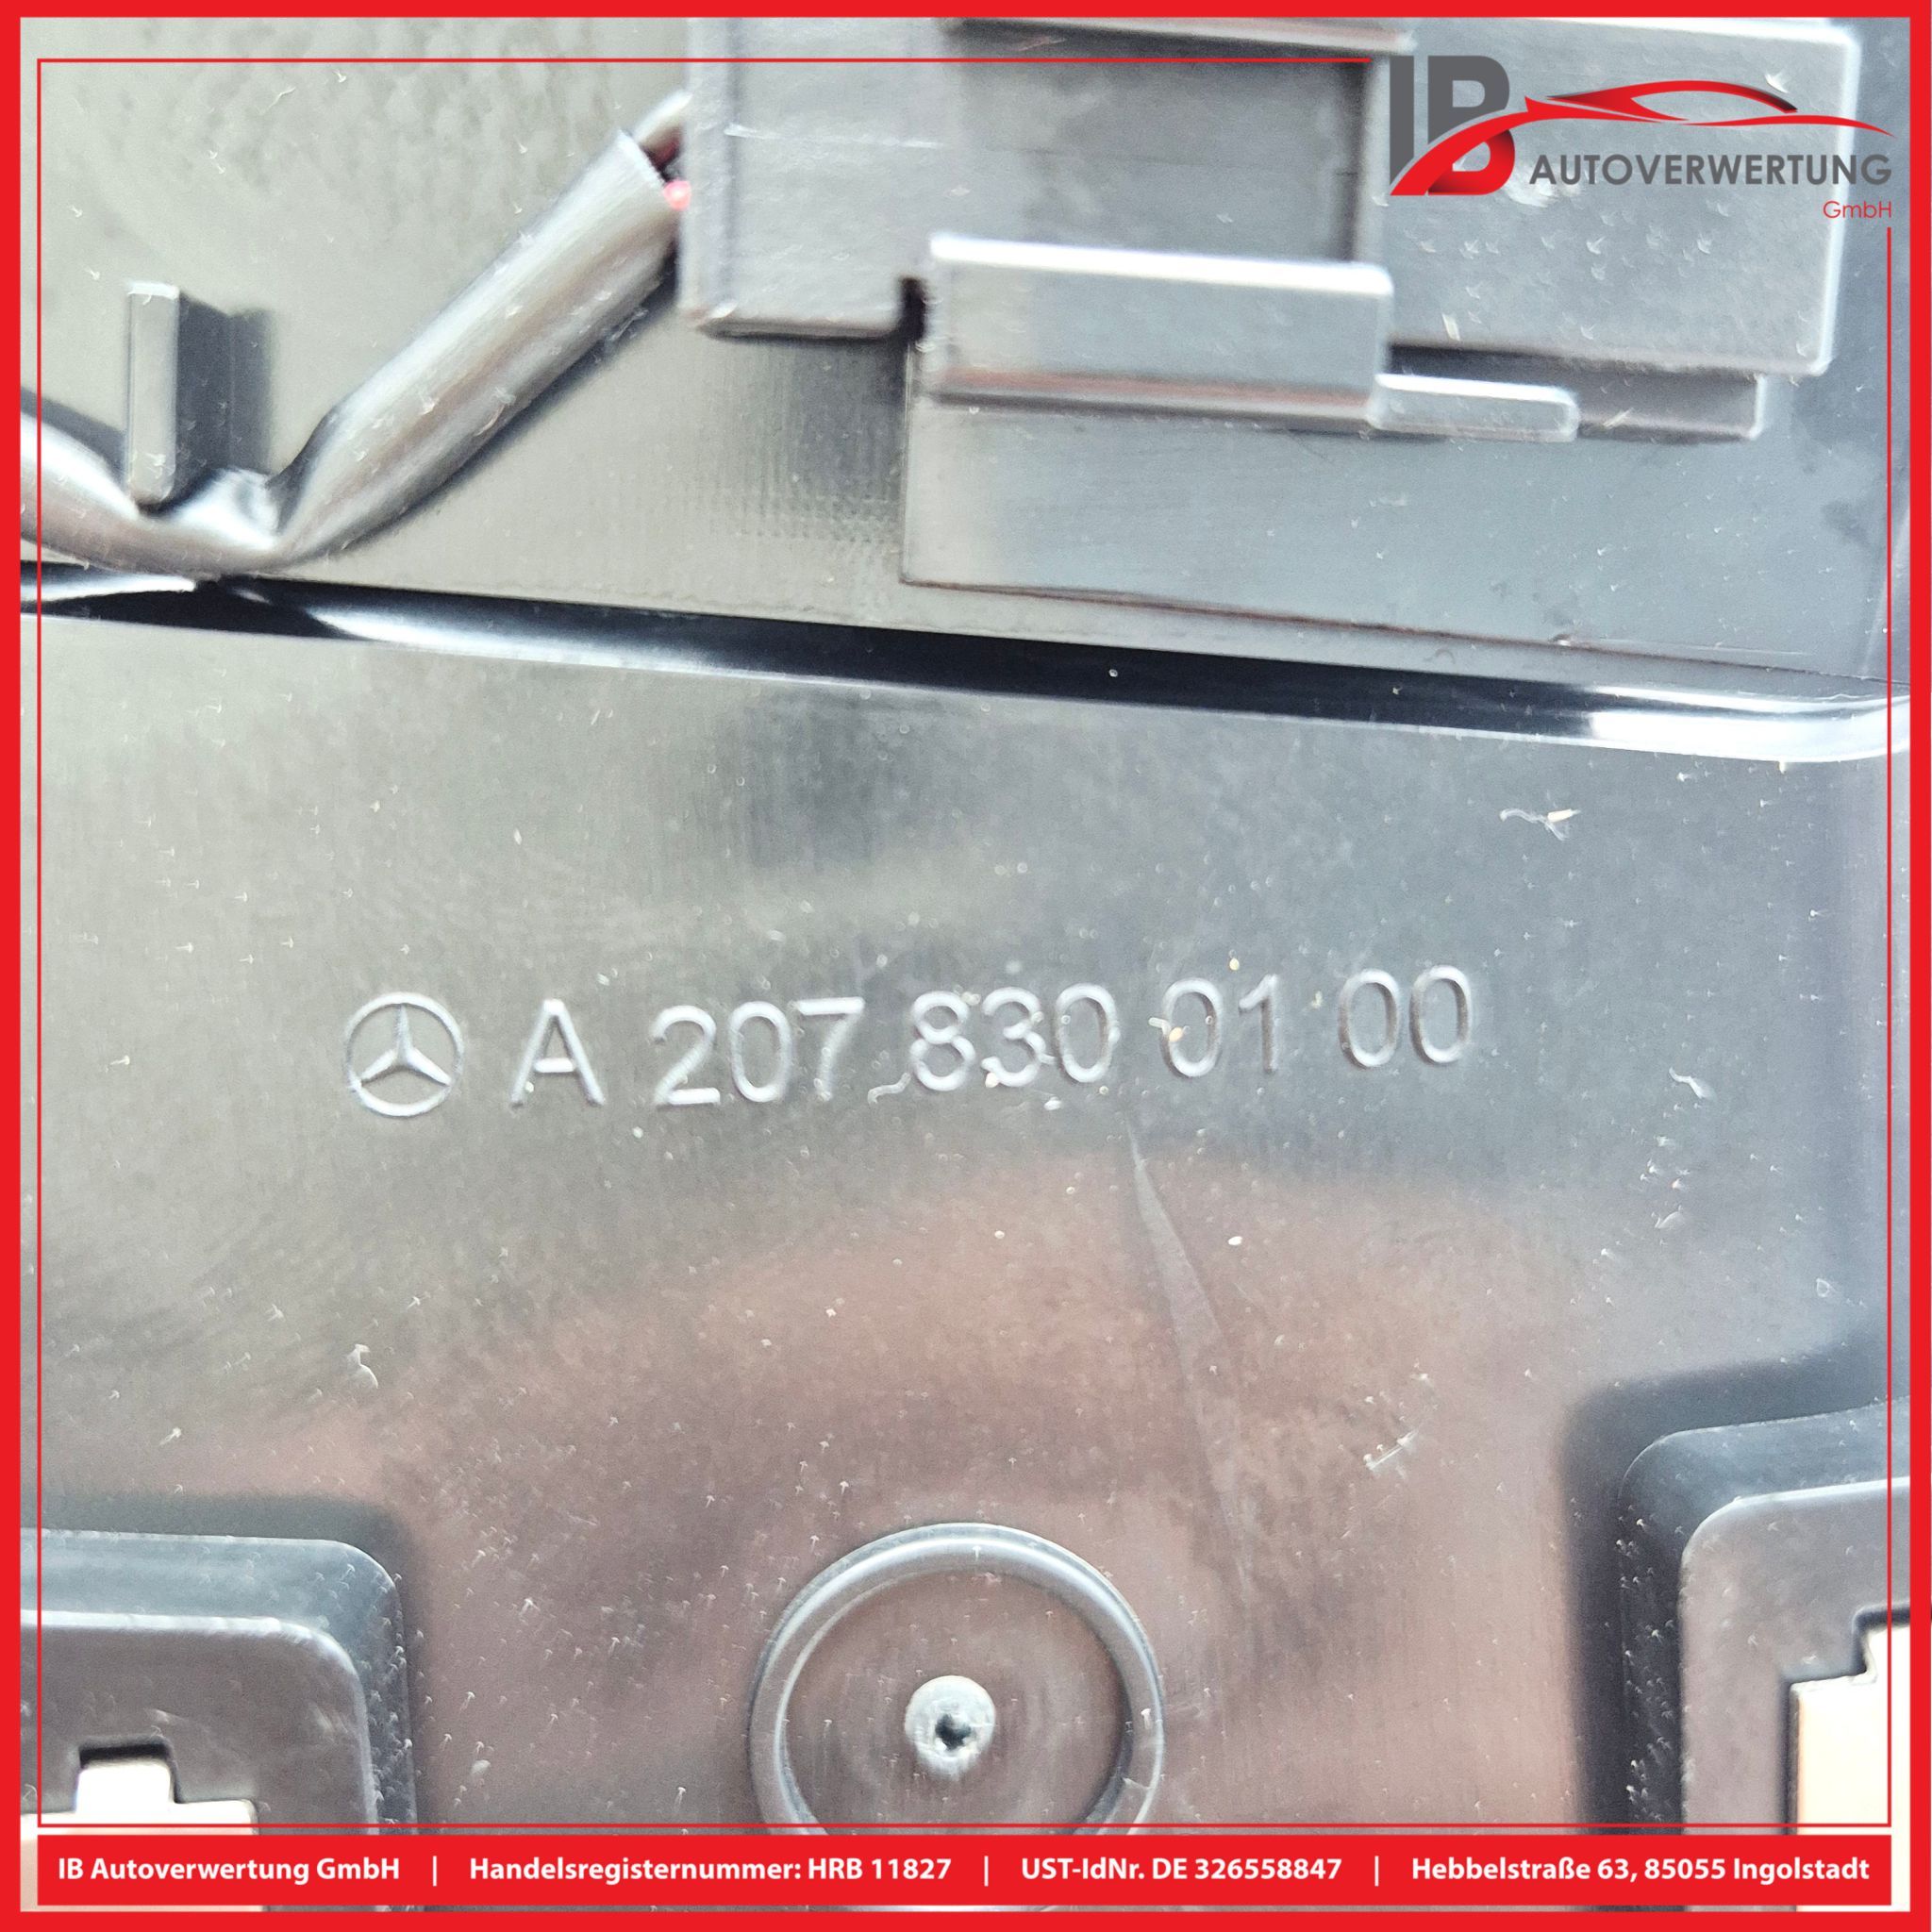 IB
AUTOVERWERTUNG
GmbH
A 207 830 01 00
IB Autoverwertung GmbH | Handelsregisternummer: HRB 11827 | UST-IdNr. DE 326558847 | Hebbelstraße 63, 85055 Ingolstadt